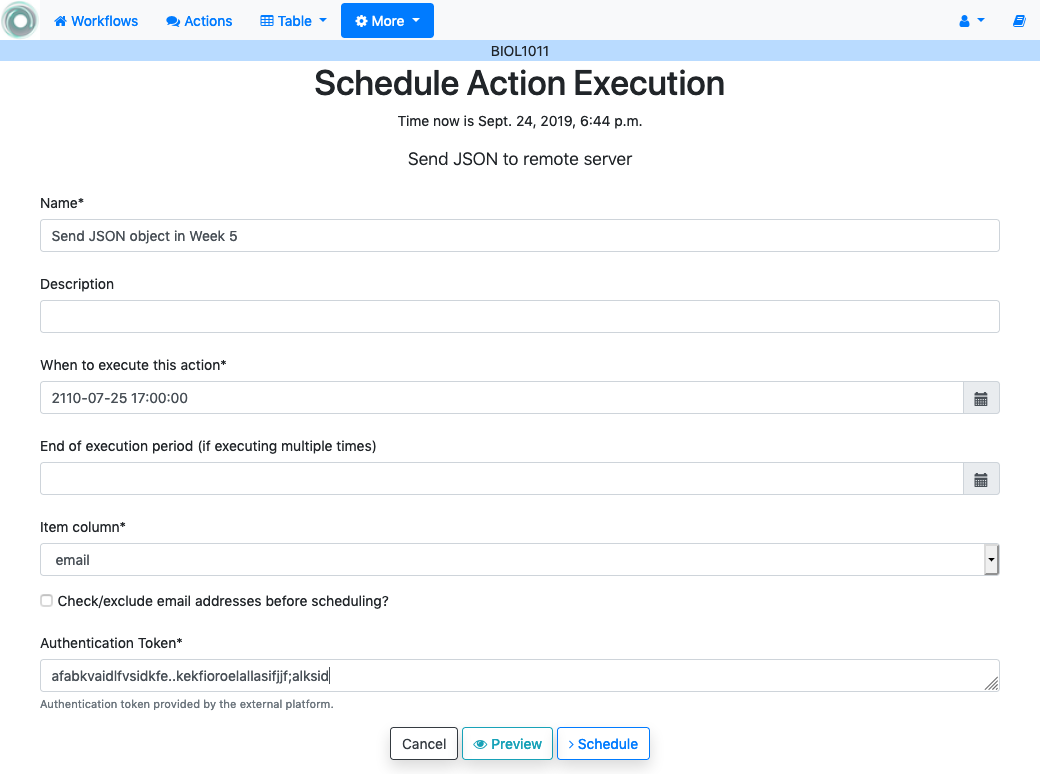 Workflows Actions Table More
BIOL1011
Schedule Action Execution
Time now is Sept. 24, 2019, 6:44 p.m.
Send JSON to remote server
Name*
Send JSON object in Week 5
Description
When to execute this action*
2110-07-25 17:00:00
End of execution period (if executing multiple times)
Item column*
email
Check/exclude email addresses before scheduling?
Authentication Token*
afabkvaidlfvsidkfe..kekfioroelallasifjjf;alksid
Authentication token provided by the external platform.
Cancel Preview Schedule